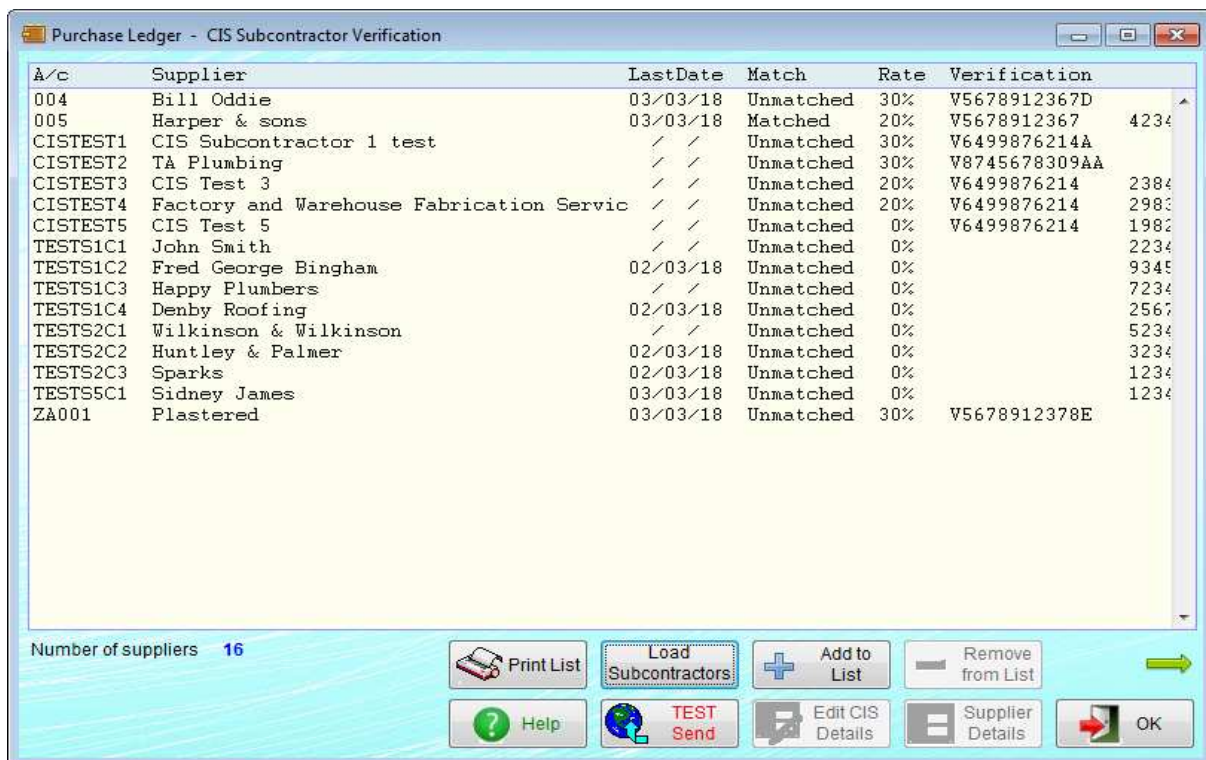 Purchase Ledger - CIS Subcontractor Verification
A/c Supplier LastDate Match Rate Verification
004 Bill Oddie 03/03/18 Unmatched 30% V5678912367D
005 Harper & sons 03/03/18 Matched 20% V5678912367 4234
CISTEST1 CIS Subcontractor 1 test / / Unmatched 30% V6499876214A
CISTEST2 TA Plumbing / / Unmatched 30% V8745678309AA
CISTEST3 CIS Test 3 / / Unmatched 20% V6499876214 2384
CISTEST4 Factory and Warehouse Fabrication Servic / / Unmatched 20% V6499876214 2983
CISTEST5 CIS Test 5 / / Unmatched 0% V6499876214 1982
TESTS1C1 John Smith / / Unmatched 0% 2234
TESTS1C2 Fred George Bingham 02/03/18 Unmatched 0% 9345
TESTS1C3 Happy Plumbers / / Unmatched 0% 7234
TESTS1C4 Denby Roofing 02/03/18 Unmatched 0% 2567
TESTS2C1 Wilkinson & Wilkinson / / Unmatched 0% 5234
TESTS2C2 Huntley & Palmer 02/03/18 Unmatched 0% 3234
TESTS2C3 Sparks 02/03/18 Unmatched 0% 1234
TESTS5C1 Sidney James 03/03/18 Unmatched 0% 1234
ZA001 Plastered 03/03/18 Unmatched 30% V5678912378E
Number of suppliers 16
Print List
Load
Subcontractors
Add to
List
Remove
from List
Help
TEST
Send
Edit CIS
Details
Supplier
Details
OK